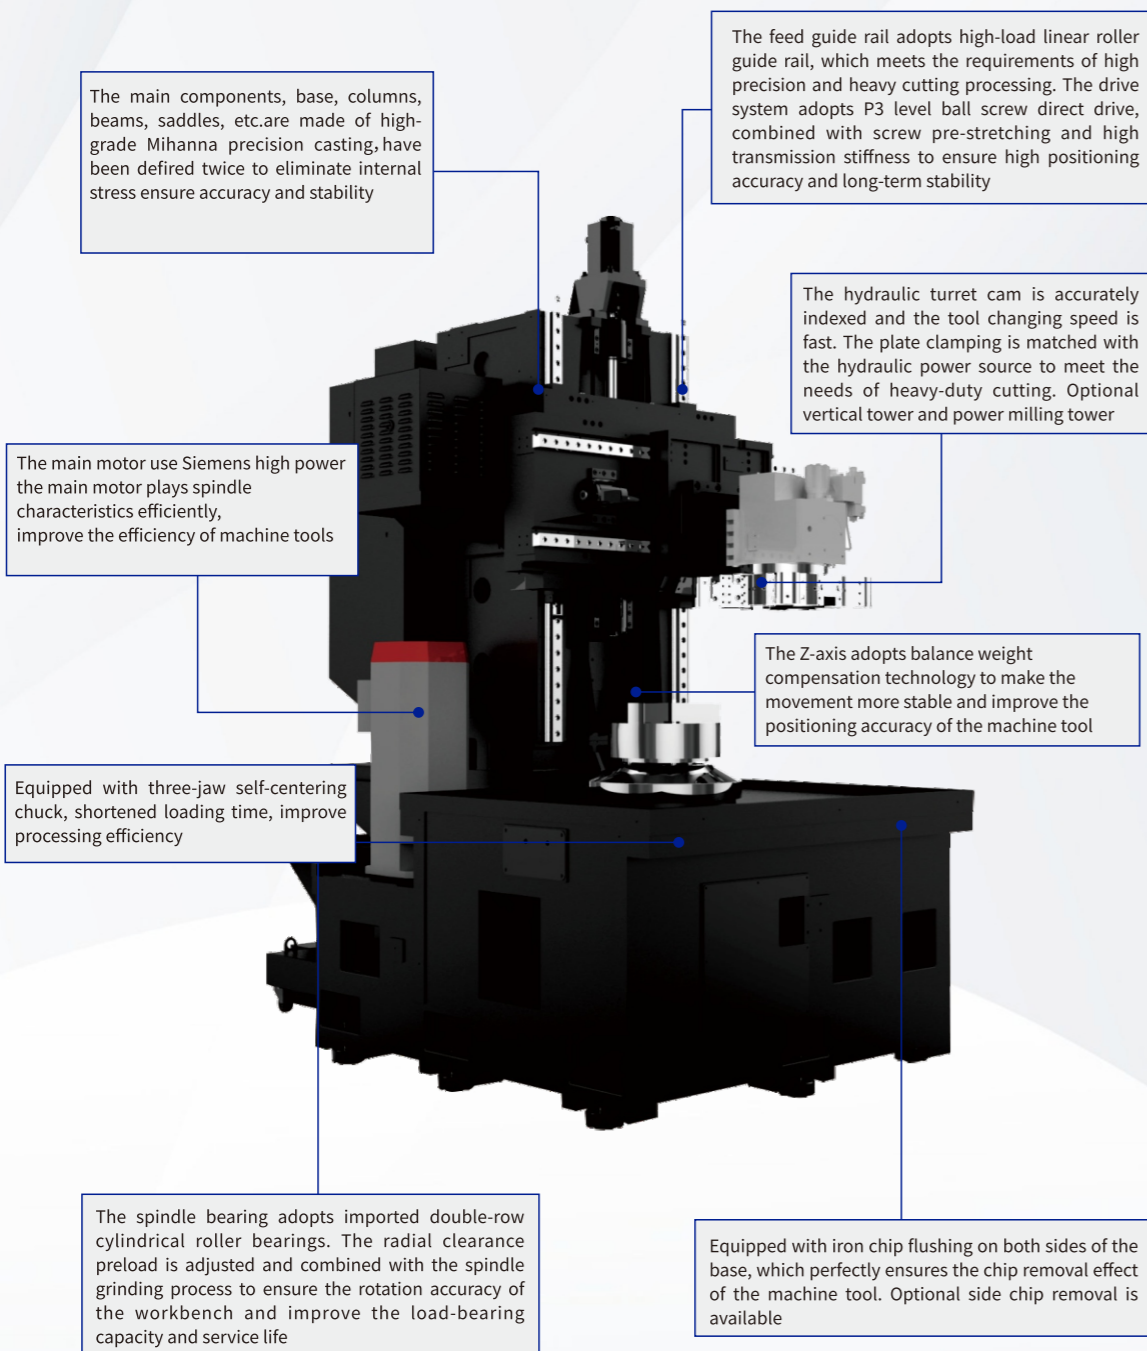 The feed guide rail adopts high-load linear roller
guide rail, which meets the requirements of high
precision and heavy cutting processing. The drive
system adopts P3 level ball screw direct drive,
combined with screw pre-stretching and high
transmission stiffness to ensure high positioning
accuracy and long-term stability
The main components, base, columns,
beams, saddles, etc.are made of high-
grade Mihanna precision casting, have
been defired twice to eliminate internal
stress ensure accuracy and stability
The hydraulic turret cam is accurately
indexed and the tool changing speed is
fast. The plate clamping is matched with
the hydraulic power source to meet the
needs of heavy-duty cutting. Optional
vertical tower and power milling tower
The main motor use Siemens high power
the main motor plays spindle
characteristics efficiently,
improve the efficiency of machine tools
The Z-axis adopts balance weight
compensation technology to make the
movement more stable and improve the
positioning accuracy of the machine tool
Equipped with three-jaw self-centering
chuck, shortened loading time, improve
processing efficiency
The spindle bearing adopts imported double-row
cylindrical roller bearings. The radial clearance
preload is adjusted and combined with the spindle
grinding process to ensure the rotation accuracy of
the workbench and improve the load-bearing
capacity and service life
Equipped with iron chip flushing on both sides of the
base, which perfectly ensures the chip removal effect
of the machine tool. Optional side chip removal is
available